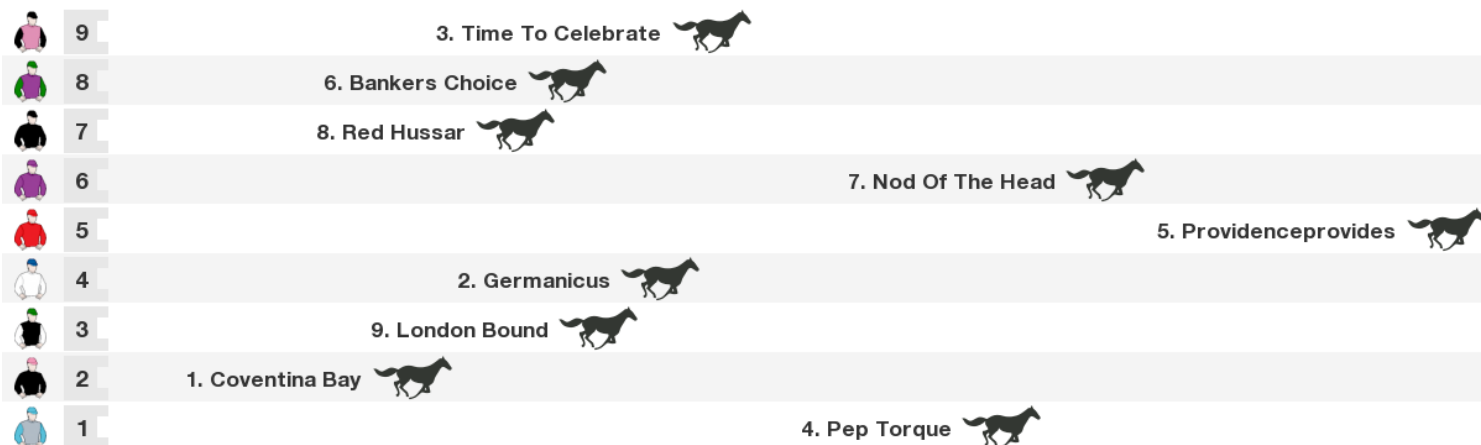 9 3. Time To Celebrate
8 6. Bankers Choice
7 8. Red Hussar
6 7. Nod Of The Head
5 5. Providenceprovides
4 2. Germanicus
3 9. London Bound
2 1. Coventina Bay
1 4. Pep Torque